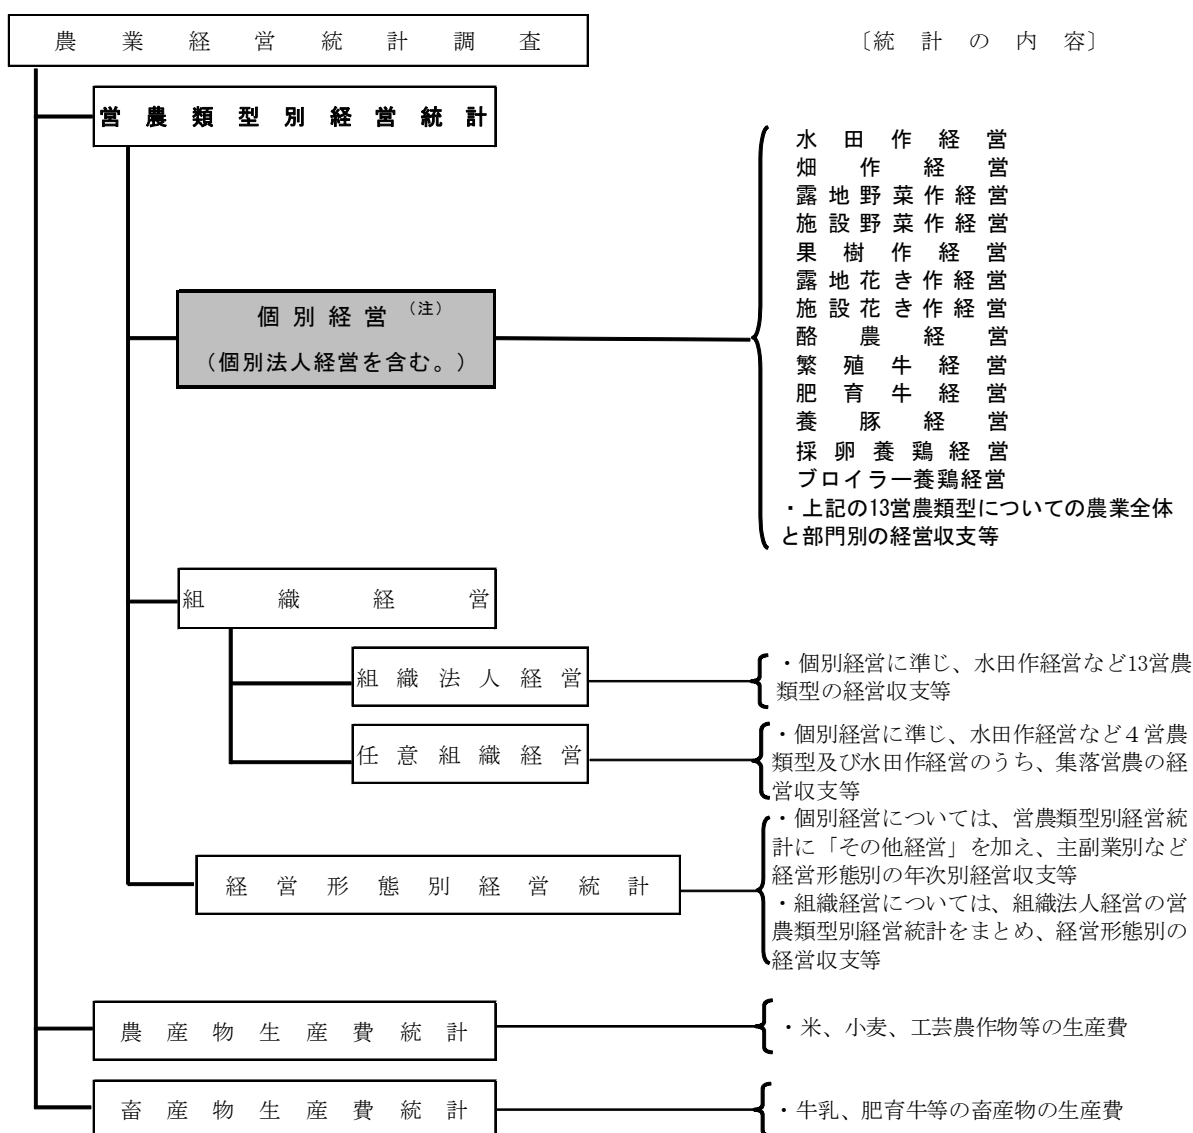 農業経営統計調査
〔統計の内容〕
営農類型別経営統計
水田作経営
畑作経営
露地野菜作経営
施設野菜作経営
果樹作経営
露地花き作経営
施設花き作経営
酪農経営
繁殖牛経営
肥育牛経営
養豚経営
採卵養鶏経営
ブロイラー養鶏経営
・上記の13営農類型についての農業全体
と部門別の経営収支等
個別経営（注）
（個別法人経営を含む。）
組織経営
組織法人経営
・個別経営に準じ、水田作経営など13営農
類型の経営収支等
任意組織経営
・個別経営に準じ、水田作経営など４営農
類型及び水田作経営のうち、集落営農の経
営収支等
経営形態別経営統計
・個別経営については、営農類型別経営統
計に「その他経営」を加え、主副業別など
経営形態別の年次別経営収支等
・組織経営については、組織法人経営の営
農類型別経営統計をまとめ、経営形態別の
経営収支等
農産物生産費統計
・米、小麦、工芸農作物等の生産費
畜産物生産費統計
・牛乳、肥育牛等の畜産物の生産費